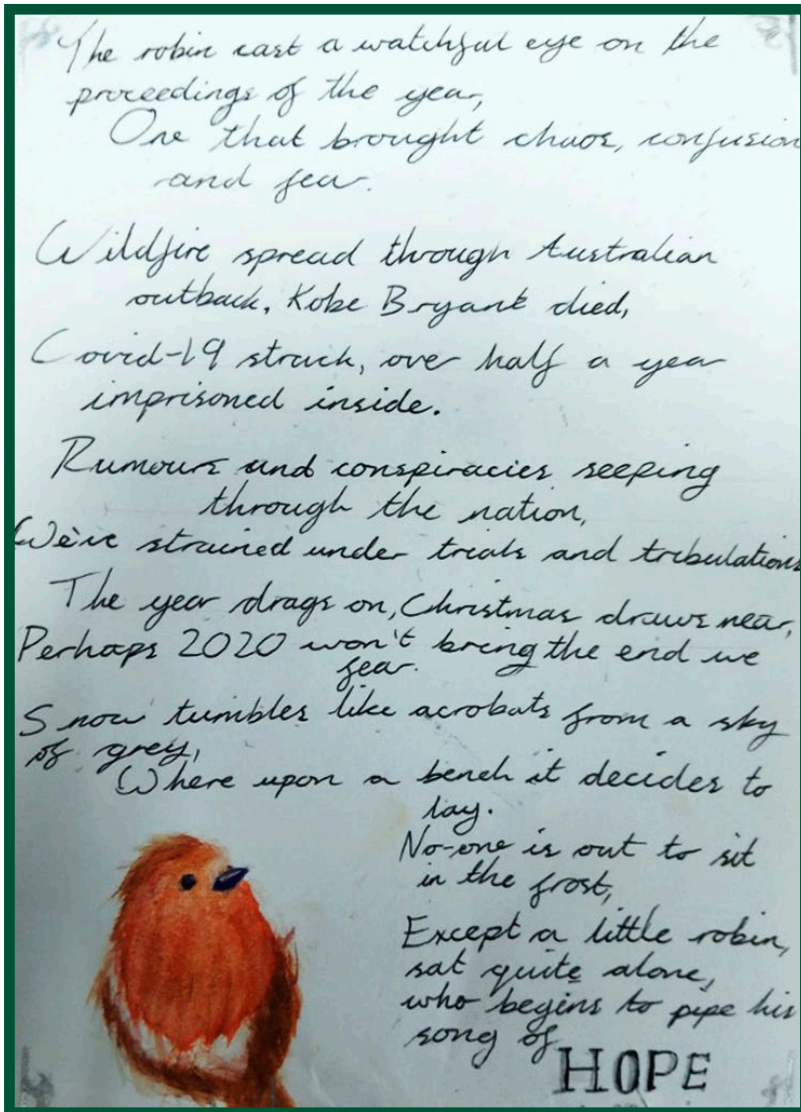 The robin cast a watchful eye on the
proceedings of the year,
One that brought chaos, confusion
and fear.
Wildfire spread through Australian
outback, Kobe Bryant died,
Covid-19 struck, over half a year
imprisoned inside.
Rumours and conspiracies seeping
through the nation,
We've strained under trials and tribulations
The year drags on, Christmas draws near,
Perhaps 2020 won't bring the end we
fear.
Snow tumbles like acrobats from a sky
of grey,
Where upon a bench it decides to
lay.
No-one is out to sit
in the frost,
Except a little robin,
sat quite alone,
who begins to pipe his
song of
HOPE